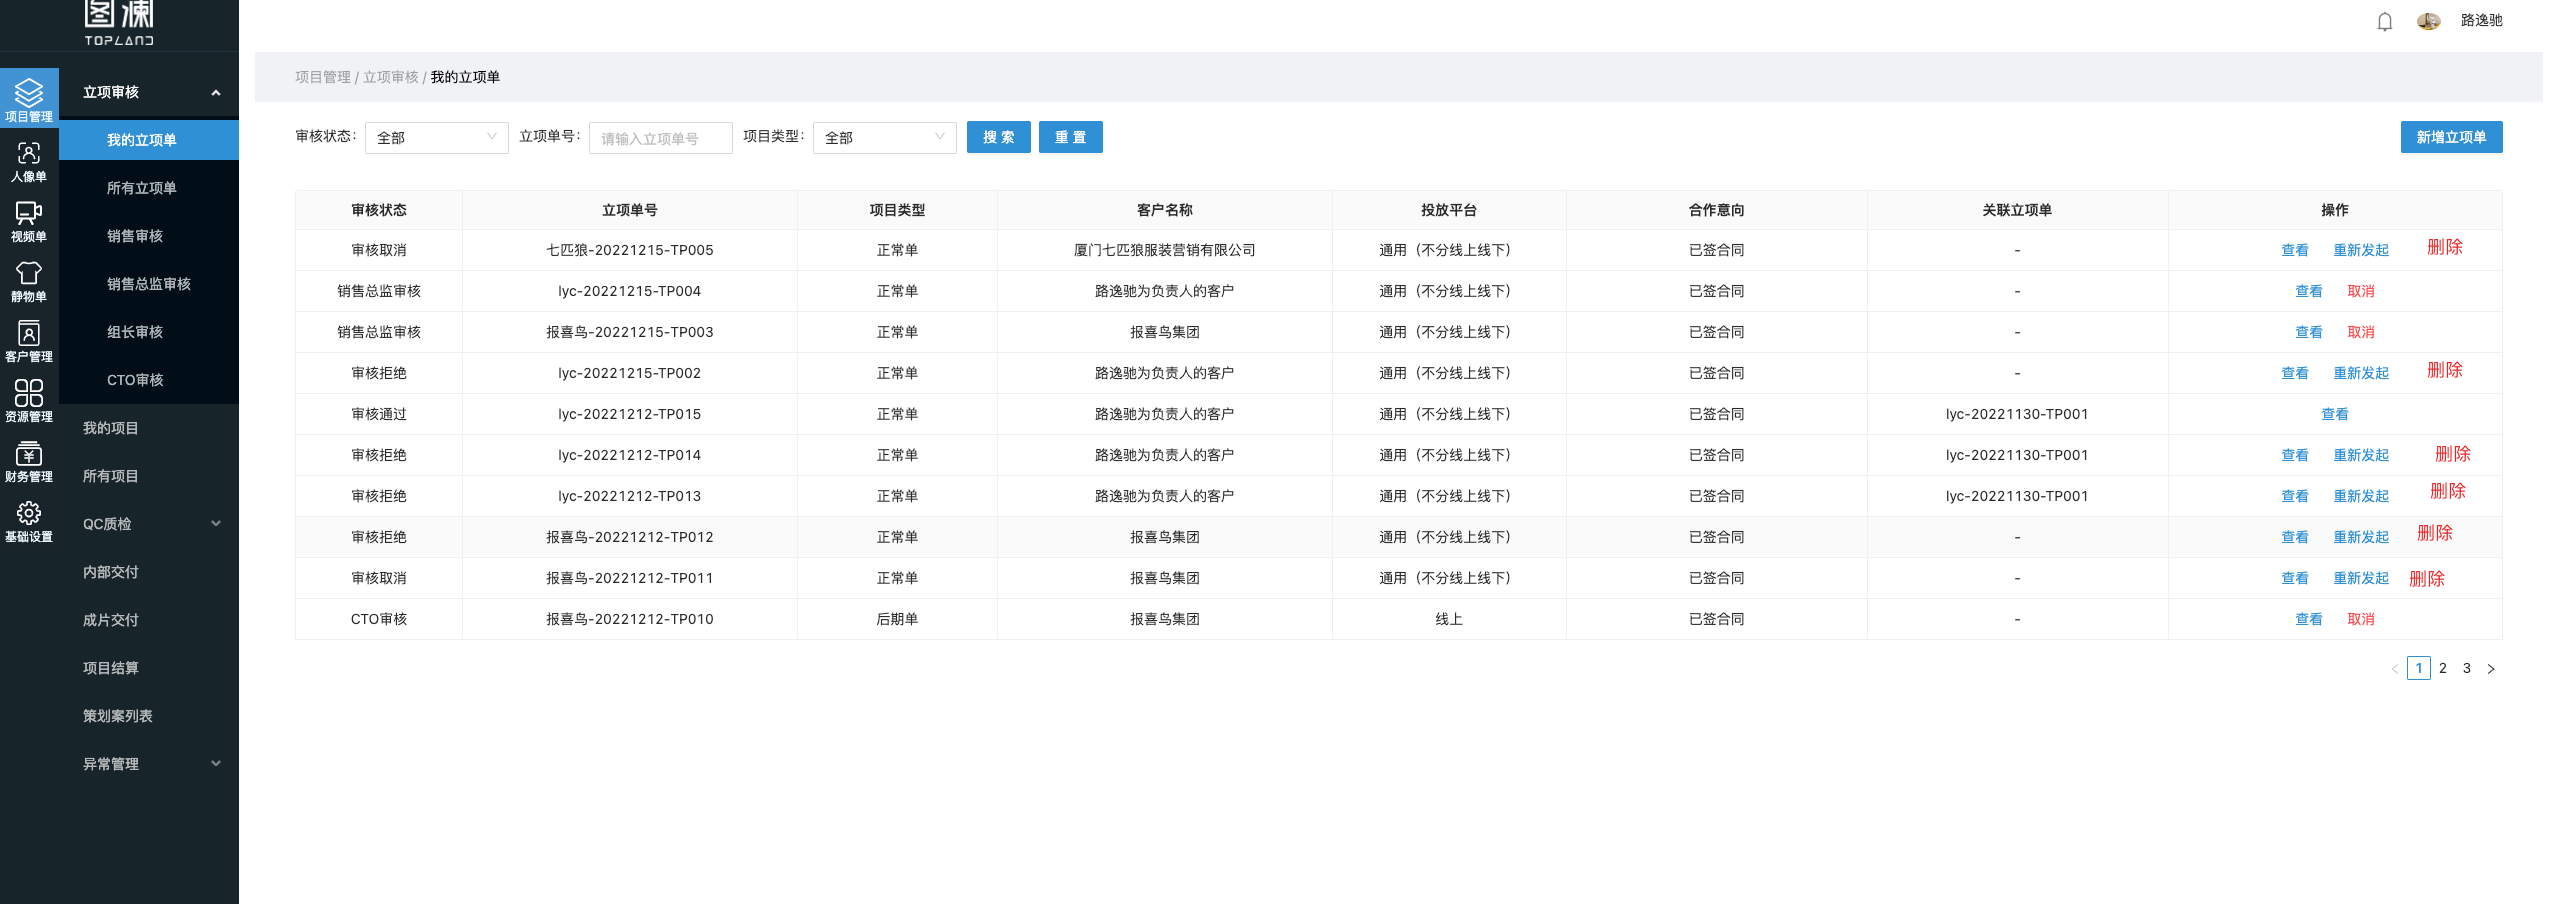 图澜
TOPLAND
路逸驰
项目管理
人像单
视频单
静物单
客户管理
资源管理
财务管理
基础设置
立项审核
我的立项单
所有立项单
销售审核
销售总监审核
组长审核
CTO审核
我的项目
所有项目
QC质检
内部交付
成片交付
项目结算
策划案列表
异常管理
项目管理 / 立项审核 / 我的立项单
审核状态: 全部 立项单号: 请输入立项单号 项目类型: 全部 搜 索 重 置 新增立项单
审核状态 立项单号 项目类型 客户名称 投放平台 合作意向 关联立项单 操作
审核取消 七匹狼-20221215-TP005 正常单 厦门七匹狼服装营销有限公司 通用（不分线上线下） 已签合同 - 查看 重新发起 删除
销售总监审核 lyc-20221215-TP004 正常单 路逸驰为负责人的客户 通用（不分线上线下） 已签合同 - 查看 取消
销售总监审核 报喜鸟-20221215-TP003 正常单 报喜鸟集团 通用（不分线上线下） 已签合同 - 查看 取消
审核拒绝 lyc-20221215-TP002 正常单 路逸驰为负责人的客户 通用（不分线上线下） 已签合同 - 查看 重新发起 删除
审核通过 lyc-20221212-TP015 正常单 路逸驰为负责人的客户 通用（不分线上线下） 已签合同 lyc-20221130-TP001 查看
审核拒绝 lyc-20221212-TP014 正常单 路逸驰为负责人的客户 通用（不分线上线下） 已签合同 lyc-20221130-TP001 查看 重新发起 删除
审核拒绝 lyc-20221212-TP013 正常单 路逸驰为负责人的客户 通用（不分线上线下） 已签合同 lyc-20221130-TP001 查看 重新发起 删除
审核拒绝 报喜鸟-20221212-TP012 正常单 报喜鸟集团 通用（不分线上线下） 已签合同 - 查看 重新发起 删除
审核取消 报喜鸟-20221212-TP011 正常单 报喜鸟集团 通用（不分线上线下） 已签合同 - 查看 重新发起 删除
CTO审核 报喜鸟-20221212-TP010 后期单 报喜鸟集团 线上 已签合同 - 查看 取消
< 1 2 3 >